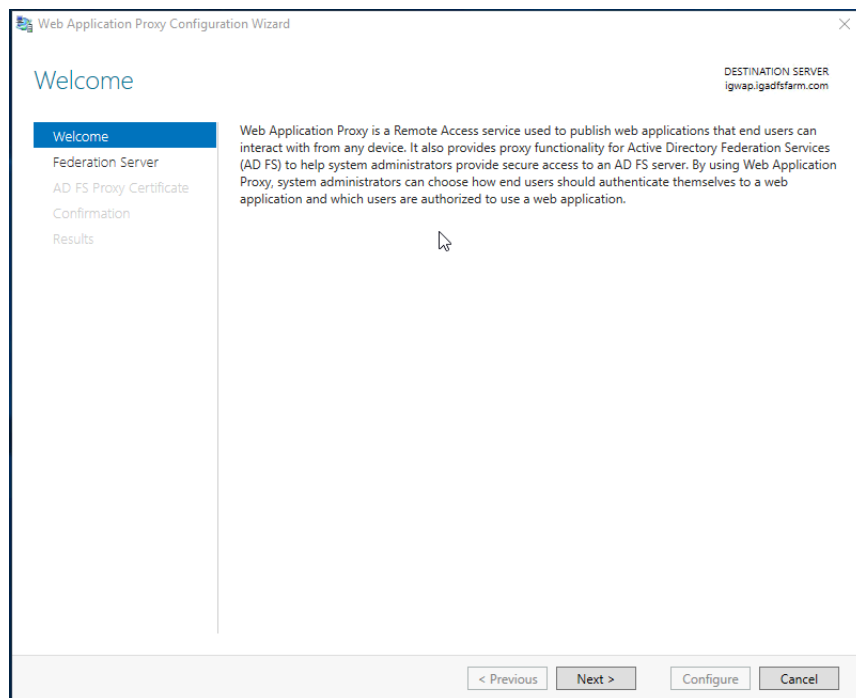 Web Application Proxy Configuration Wizard
Welcome
DESTINATION SERVER
igwap.igadfsfarm.com
Welcome
Federation Server
AD FS Proxy Certificate
Confirmation
Results
Web Application Proxy is a Remote Access service used to publish web applications that end users can
interact with from any device. It also provides proxy functionality for Active Directory Federation Services
(AD FS) to help system administrators provide secure access to an AD FS server. By using Web Application
Proxy, system administrators can choose how end users should authenticate themselves to a web
application and which users are authorized to use a web application.
< Previous
Next >
Configure
Cancel